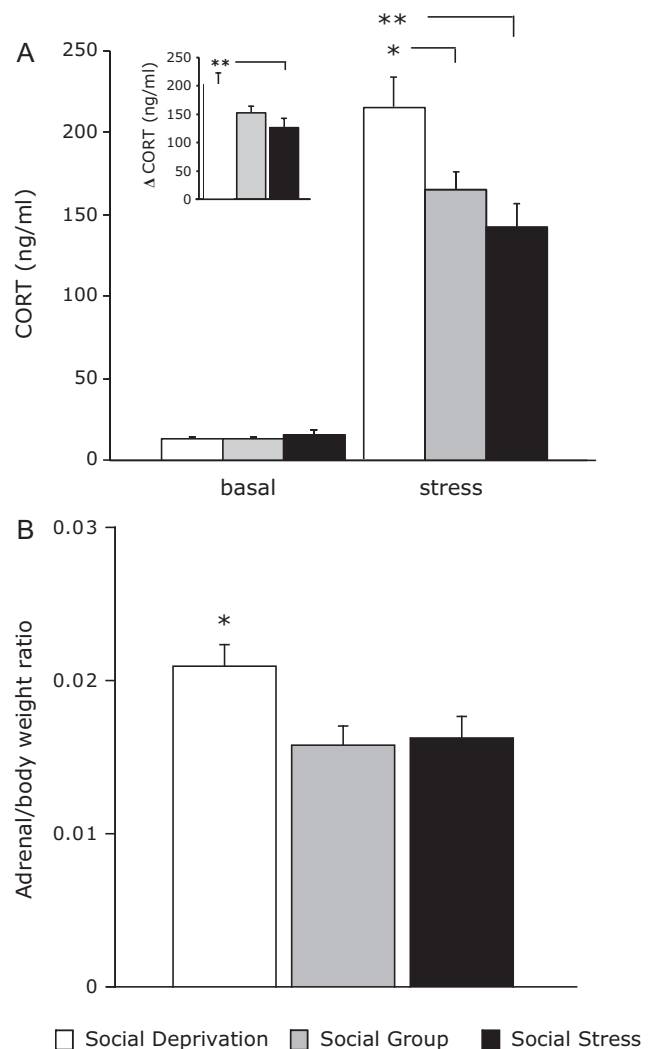 **
A
250
200
150
100
50
0
CORT (ng/ml)
*
**
250
200
150
100
50
0
Δ CORT (ng/ml)
basal
stress
B
0.03
0.02
0.01
0
Adrenal/body weight ratio
*
Social Deprivation Social Group Social Stress